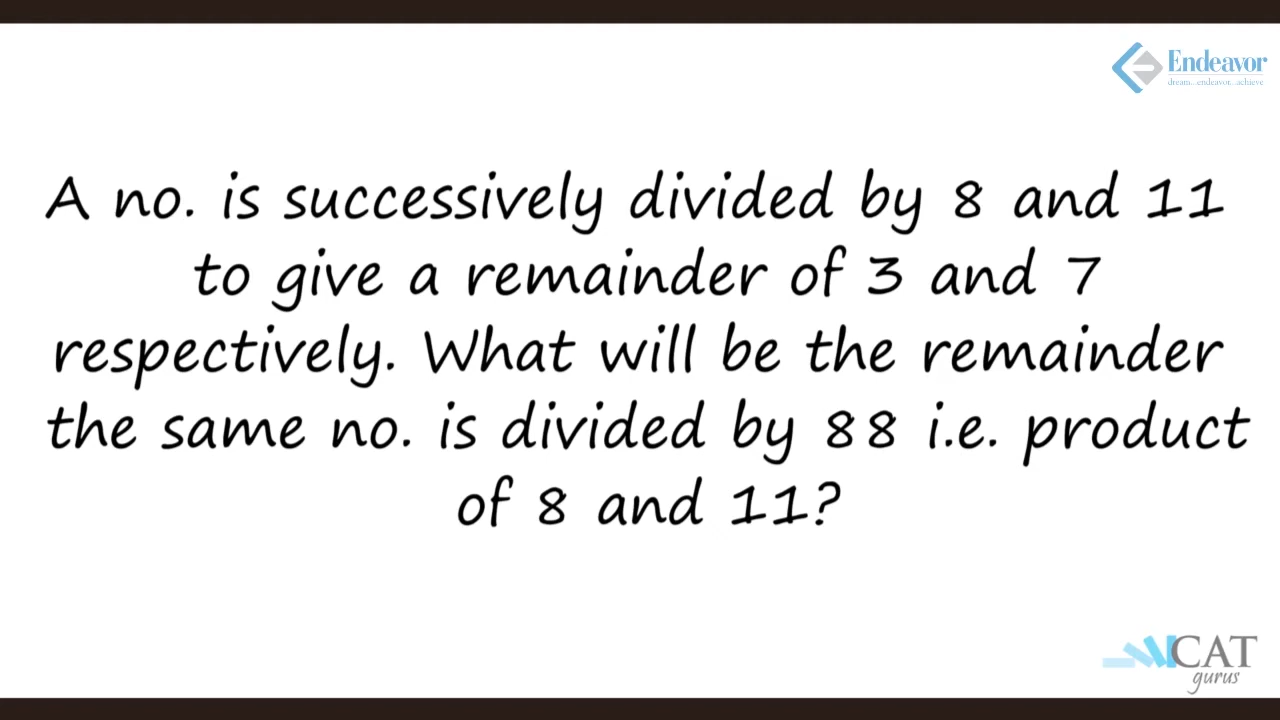 Endeavor
dream...endeavor...achieve
A no. is successively divided by 8 and 11
to give a remainder of 3 and 7
respectively. What will be the remainder
the same no. is divided by 88 i.e. product
of 8 and 11?
CAT
gurus